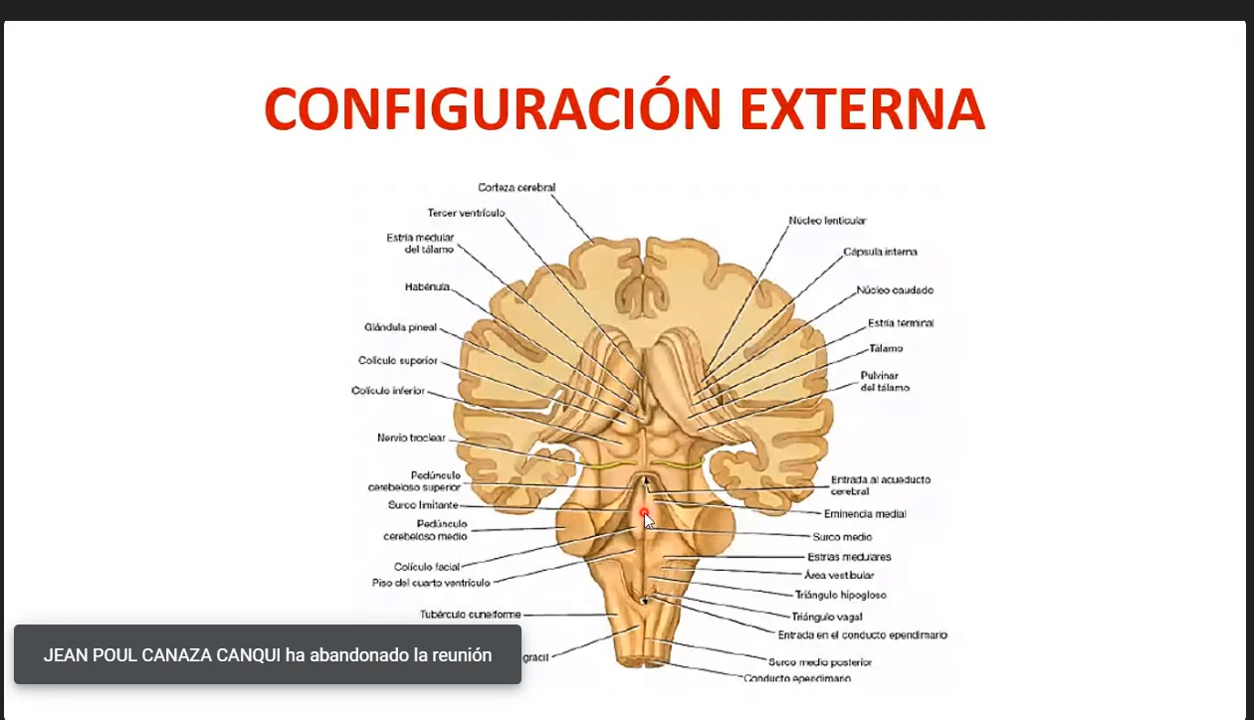 CONFIGURACIÓN EXTERNA
Corteza cerebral
Tercer ventrículo
Estría medular
del tálamo
Habénula
Glándula pineal
Colículo superior
Colículo inferior
Nervio troclear
Pedúnculo
cerebeloso superior
Surco limitante
Pedúnculo
cerebeloso medio
Colículo facial
Piso del cuarto ventrículo
Tubérculo cuneiforme
grácil
Núcleo lenticular
Cápsula interna
Núcleo caudado
Estría terminal
Tálamo
Pulvinar
del tálamo
Entrada al acueducto
cerebral
Eminencia medial
Surco medio
Estrías medulares
Área vestibular
Triángulo hipogloso
Triángulo vagal
Entrada en el conducto ependimario
Surco medio posterior
Conducto ependimario
JEAN POUL CANAZA CANQUI ha abandonado la reunión